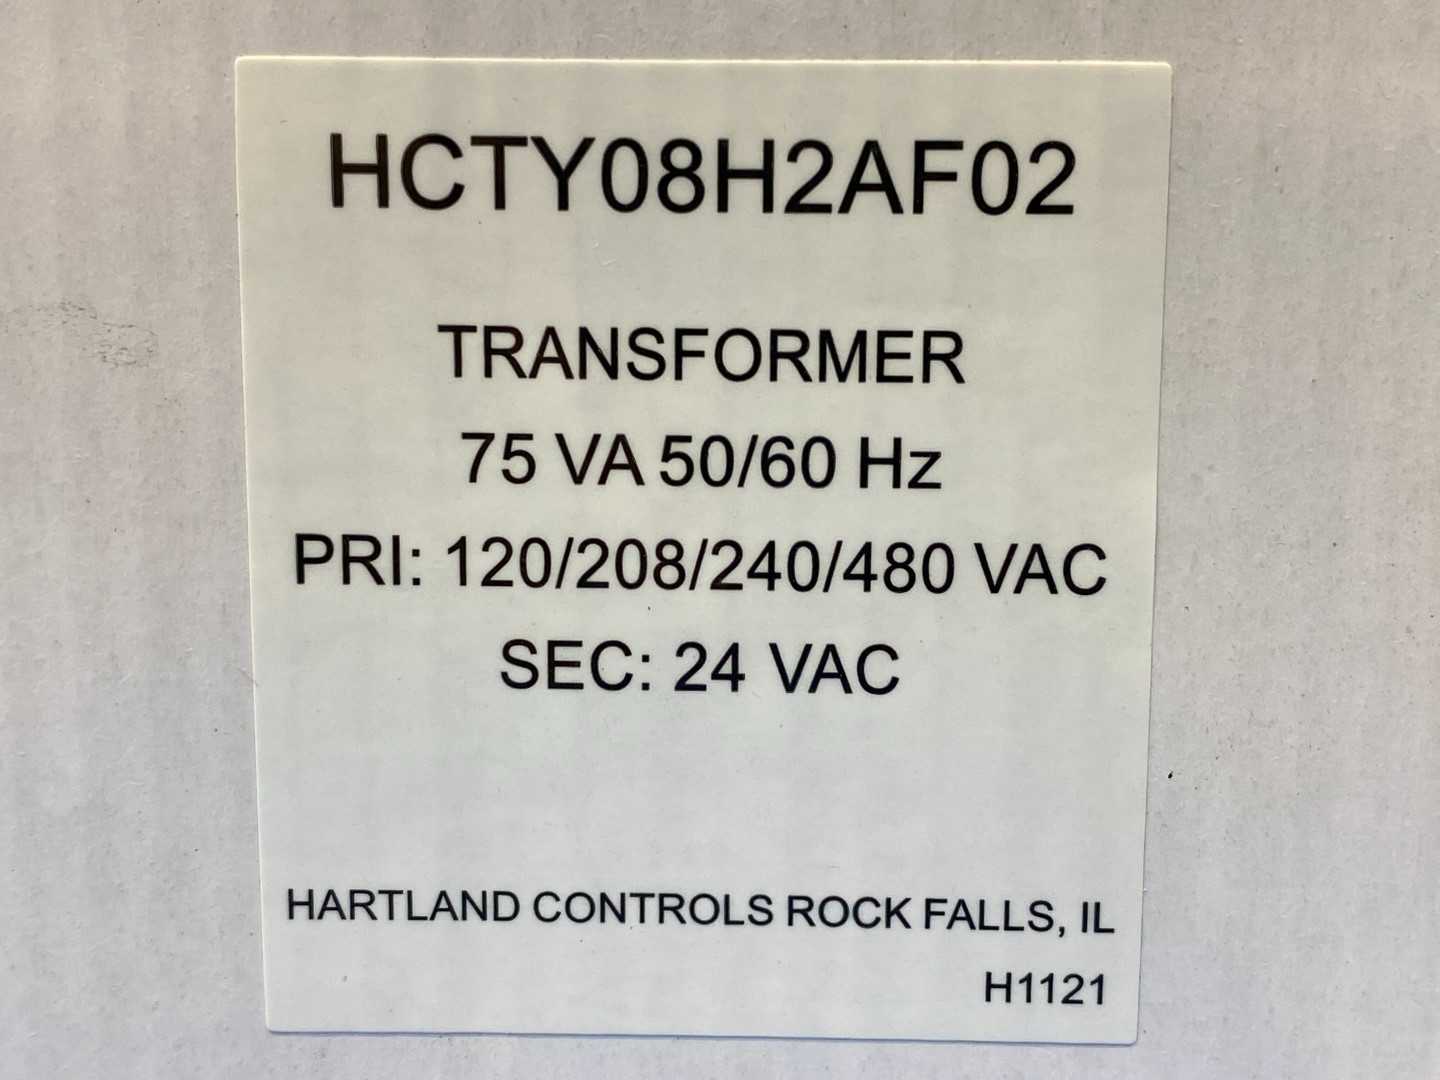 HCTY08H2AF02
TRANSFORMER
75 VA 50/60 Hz
PRI: 120/208/240/480 VAC
SEC: 24 VAC
HARTLAND CONTROLS ROCK FALLS, IL
H1121